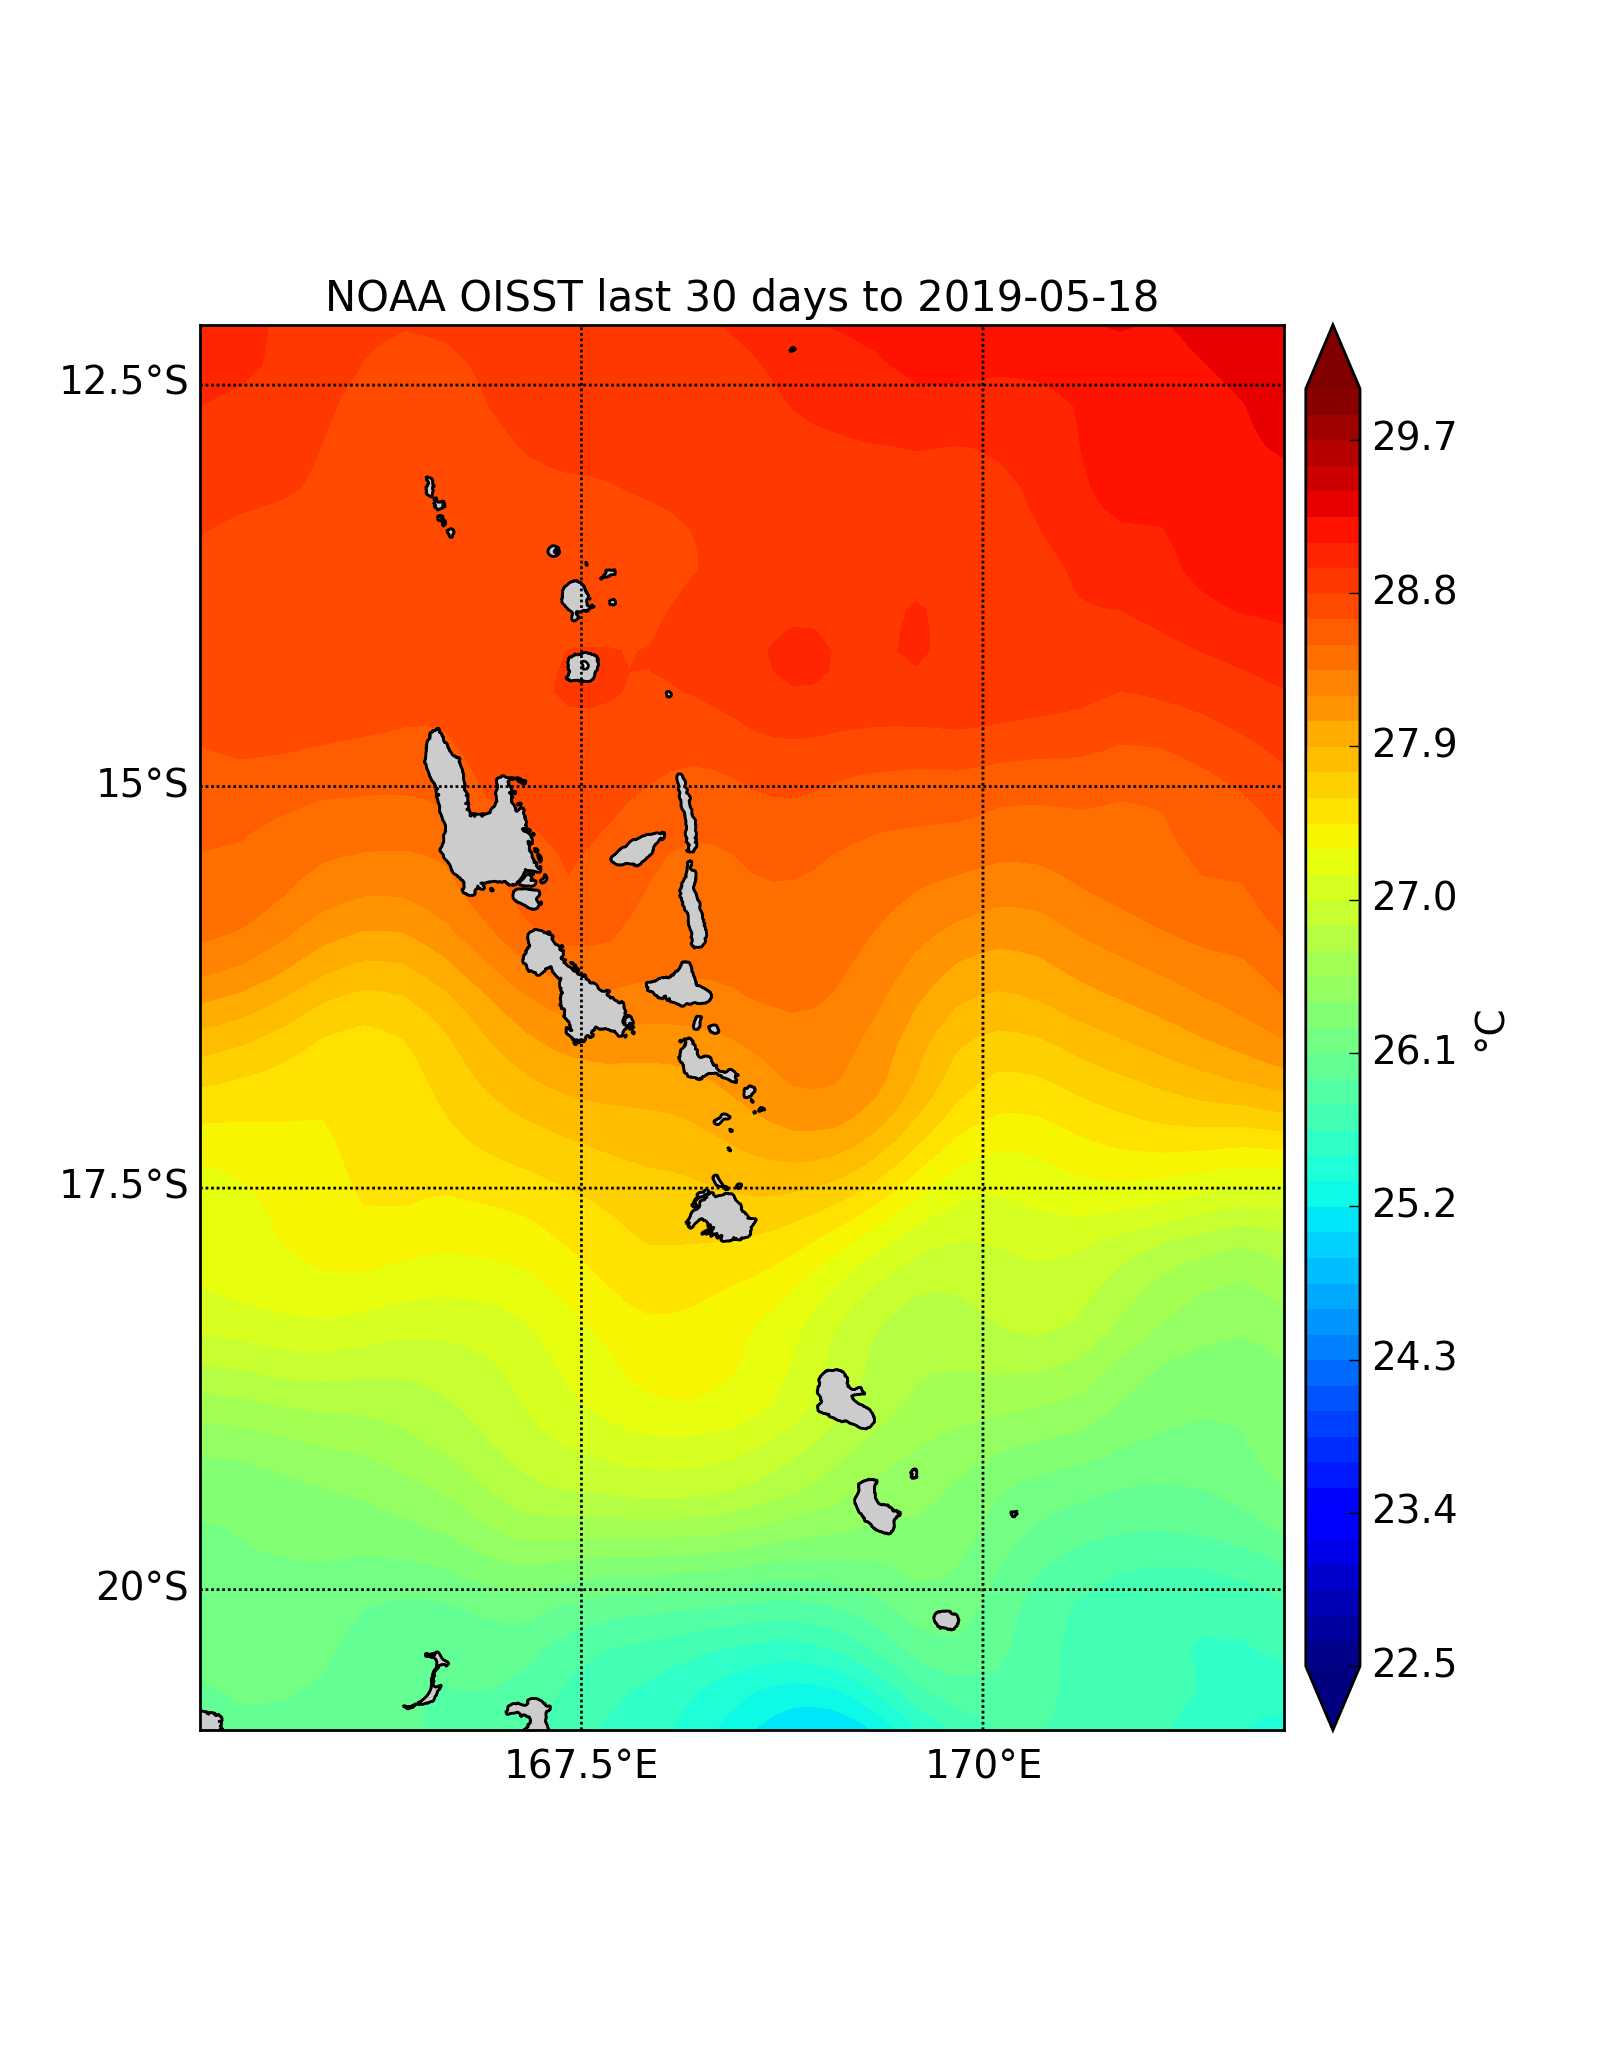 NOAA OISST last 30 days to 2019-05-18
12.5°S
15°S
17.5°S
20°S
167.5°E
170°E
29.7
28.8
27.9
27.0
26.1
25.2
24.3
23.4
22.5
°C